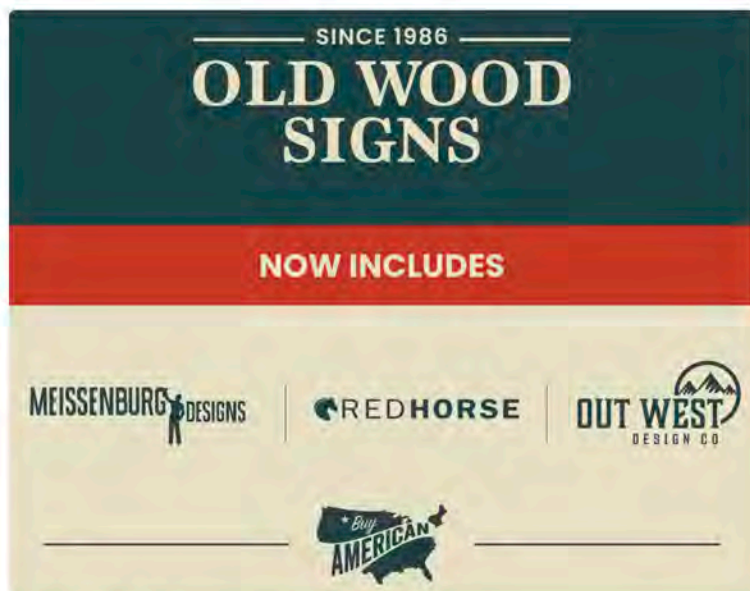 SINCE 1986
OLD WOOD
SIGNS
NOW INCLUDES
MEISSENBURG DESIGNS
REDHORSE
OUT WEST
DESIGN CO
Buy
AMERICAN